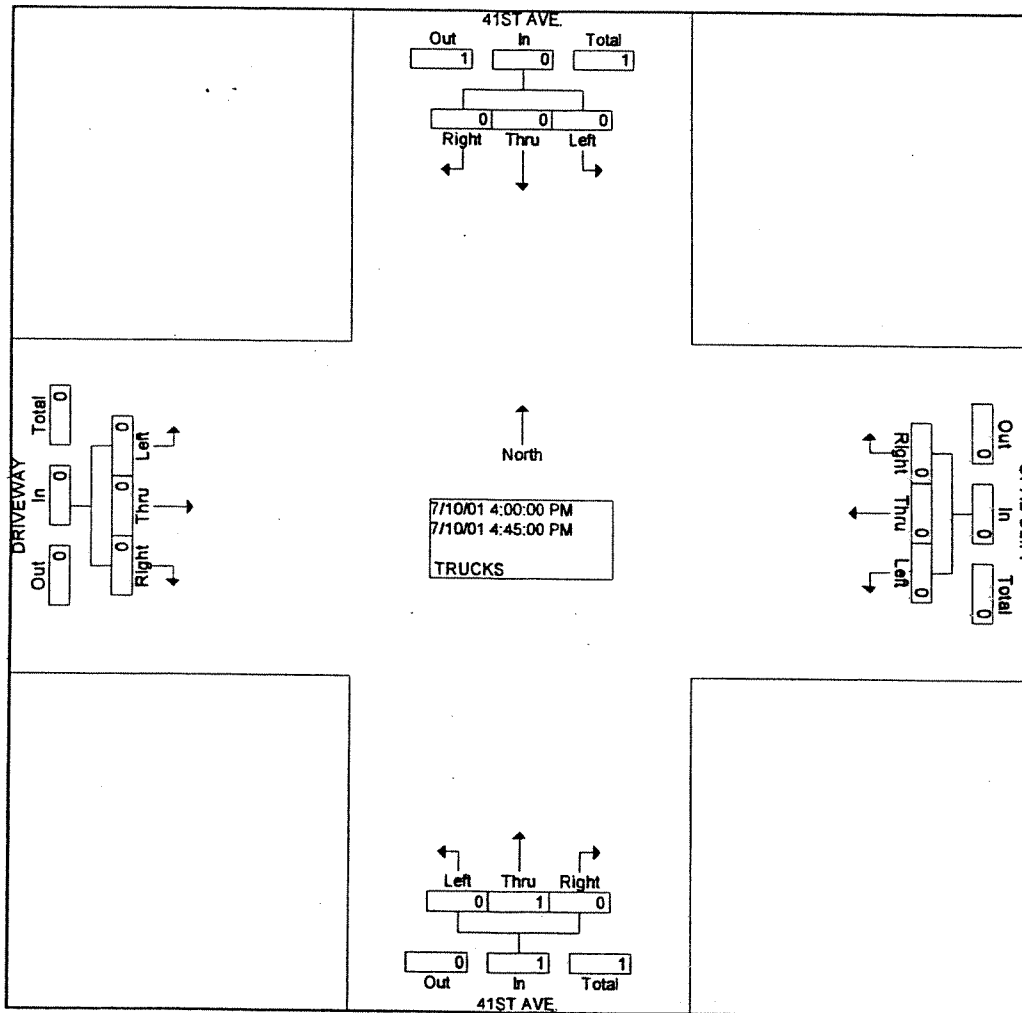 41ST AVE.
Out In Total
1 0 1
0 0 0
Right Thru Left
Total In Out
0 0 0
DRIVEWAY
Left Thru Right
0 0 0
North
7/10/01 4:00:00 PM
7/10/01 4:45:00 PM
TRUCKS
Right Thru Left
0 0 0
Out In Total
0 0 0
Left Thru Right
0 1 0
0 1 1
Out In Total
41ST AVE.